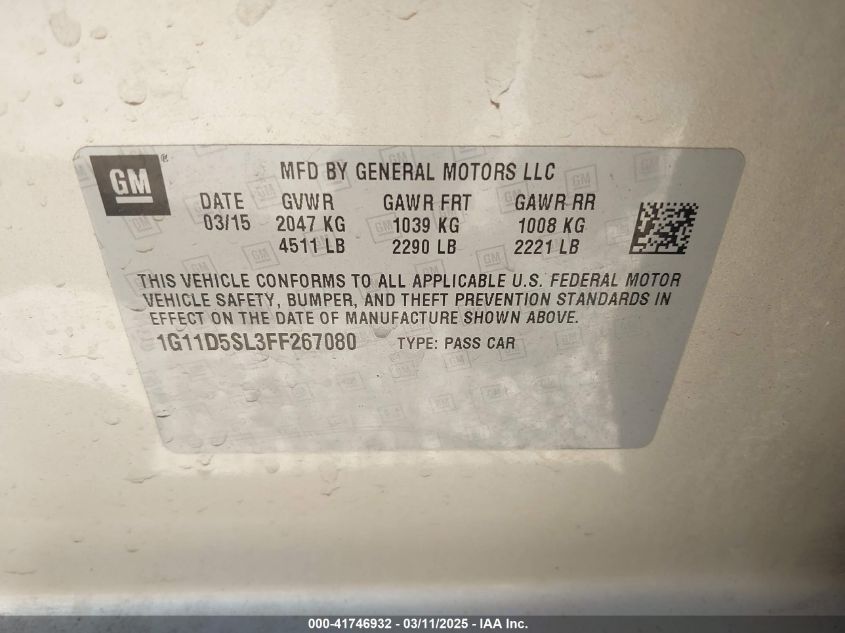 GM®
MFD BY GENERAL MOTORS LLC
DATE GVWR GAWR FRT GAWR RR
03/15 2047 KG 1039 KG 1008 KG
4511 LB 2290 LB 2221 LB
THIS VEHICLE CONFORMS TO ALL APPLICABLE U.S. FEDERAL MOTOR
VEHICLE SAFETY, BUMPER, AND THEFT PREVENTION STANDARDS IN
EFFECT ON THE DATE OF MANUFACTURE SHOWN ABOVE.
1G11D5SL3FF267080 TYPE: PASS CAR
000-41746932 - 03/11/2025 - IAA Inc.